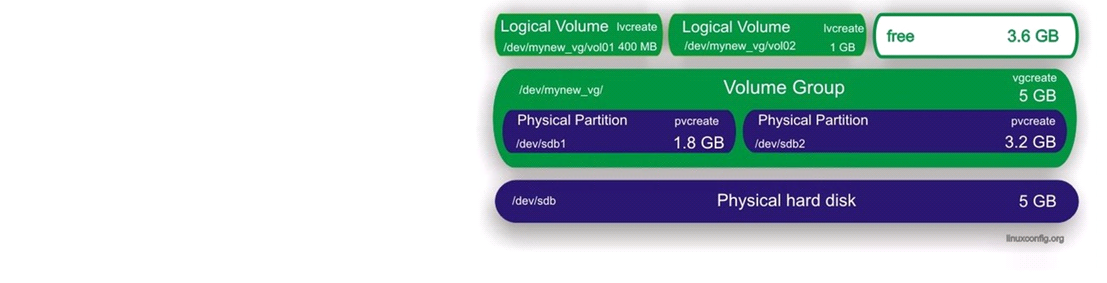 Logical Volume lvcreate
/dev/mynew_vg/vol01 400 MB
Logical Volume lvcreate
/dev/mynew_vg/vol02 1 GB
free 3.6 GB
vgcreate
/dev/mynew_vg/ Volume Group 5 GB
Physical Partition pvcreate
/dev/sdb1 1.8 GB
Physical Partition pvcreate
/dev/sdb2 3.2 GB
/dev/sdb Physical hard disk 5 GB
linuxconfig.org